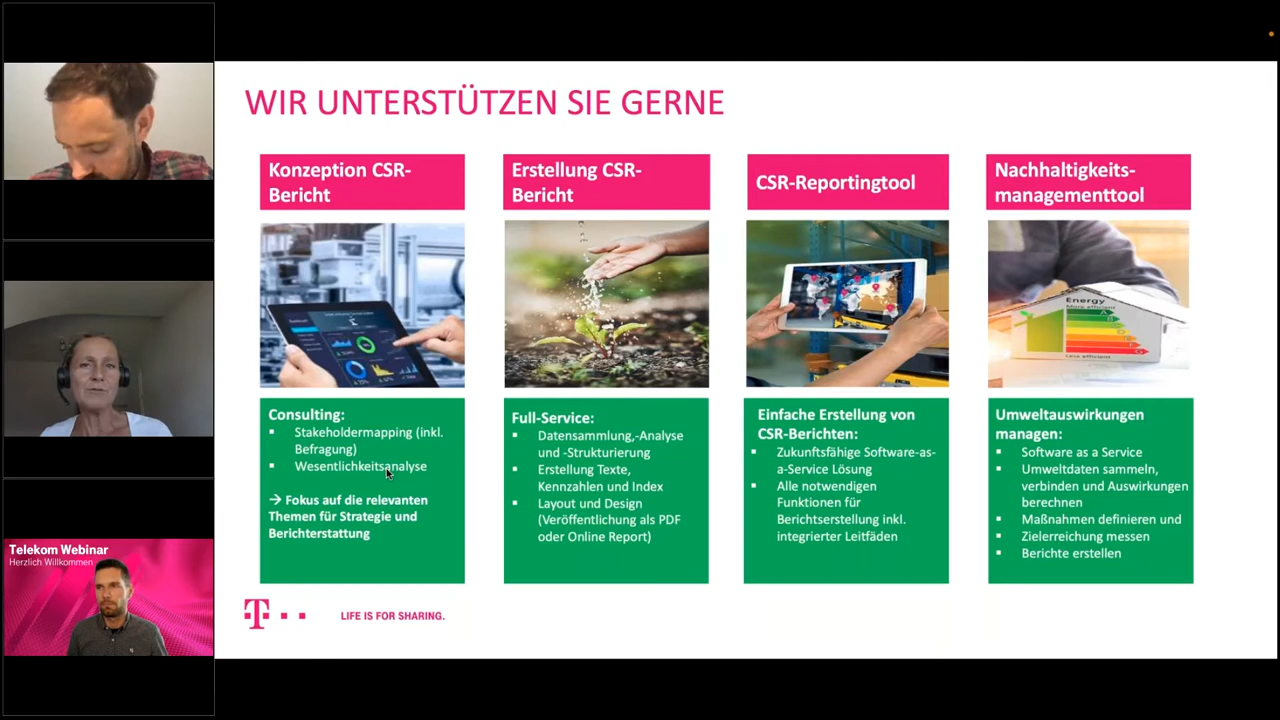 WIR UNTERSTÜTZEN SIE GERNE
Konzeption CSR-
Bericht
Consulting:
▪ Stakeholdermapping (inkl.
Befragung)
▪ Wesentlichkeitsanalyse
→ Fokus auf die relevanten
Themen für Strategie und
Berichterstattung
Erstellung CSR-
Bericht
Full-Service:
▪ Datensammlung,-Analyse
und -Strukturierung
▪ Erstellung Texte,
Kennzahlen und Index
▪ Layout und Design
(Veröffentlichung als PDF
oder Online Report)
CSR-Reportingtool
Einfache Erstellung von
CSR-Berichten:
▪ Zukunftsfähige Software-as-
a-Service Lösung
▪ Alle notwendigen
Funktionen für
Berichtserstellung inkl.
integrierter Leitfäden
Nachhaltigkeits-
managementtool
Energy
More efficient
A
Less efficient
Umweltauswirkungen
managen:
▪ Software as a Service
▪ Umweltdaten sammeln,
verbinden und Auswirkungen
berechnen
▪ Maßnahmen definieren und
▪ Zielerreichung messen
▪ Berichte erstellen
T
LIFE IS FOR SHARING.
Telekom Webinar
Herzlich Willkommen